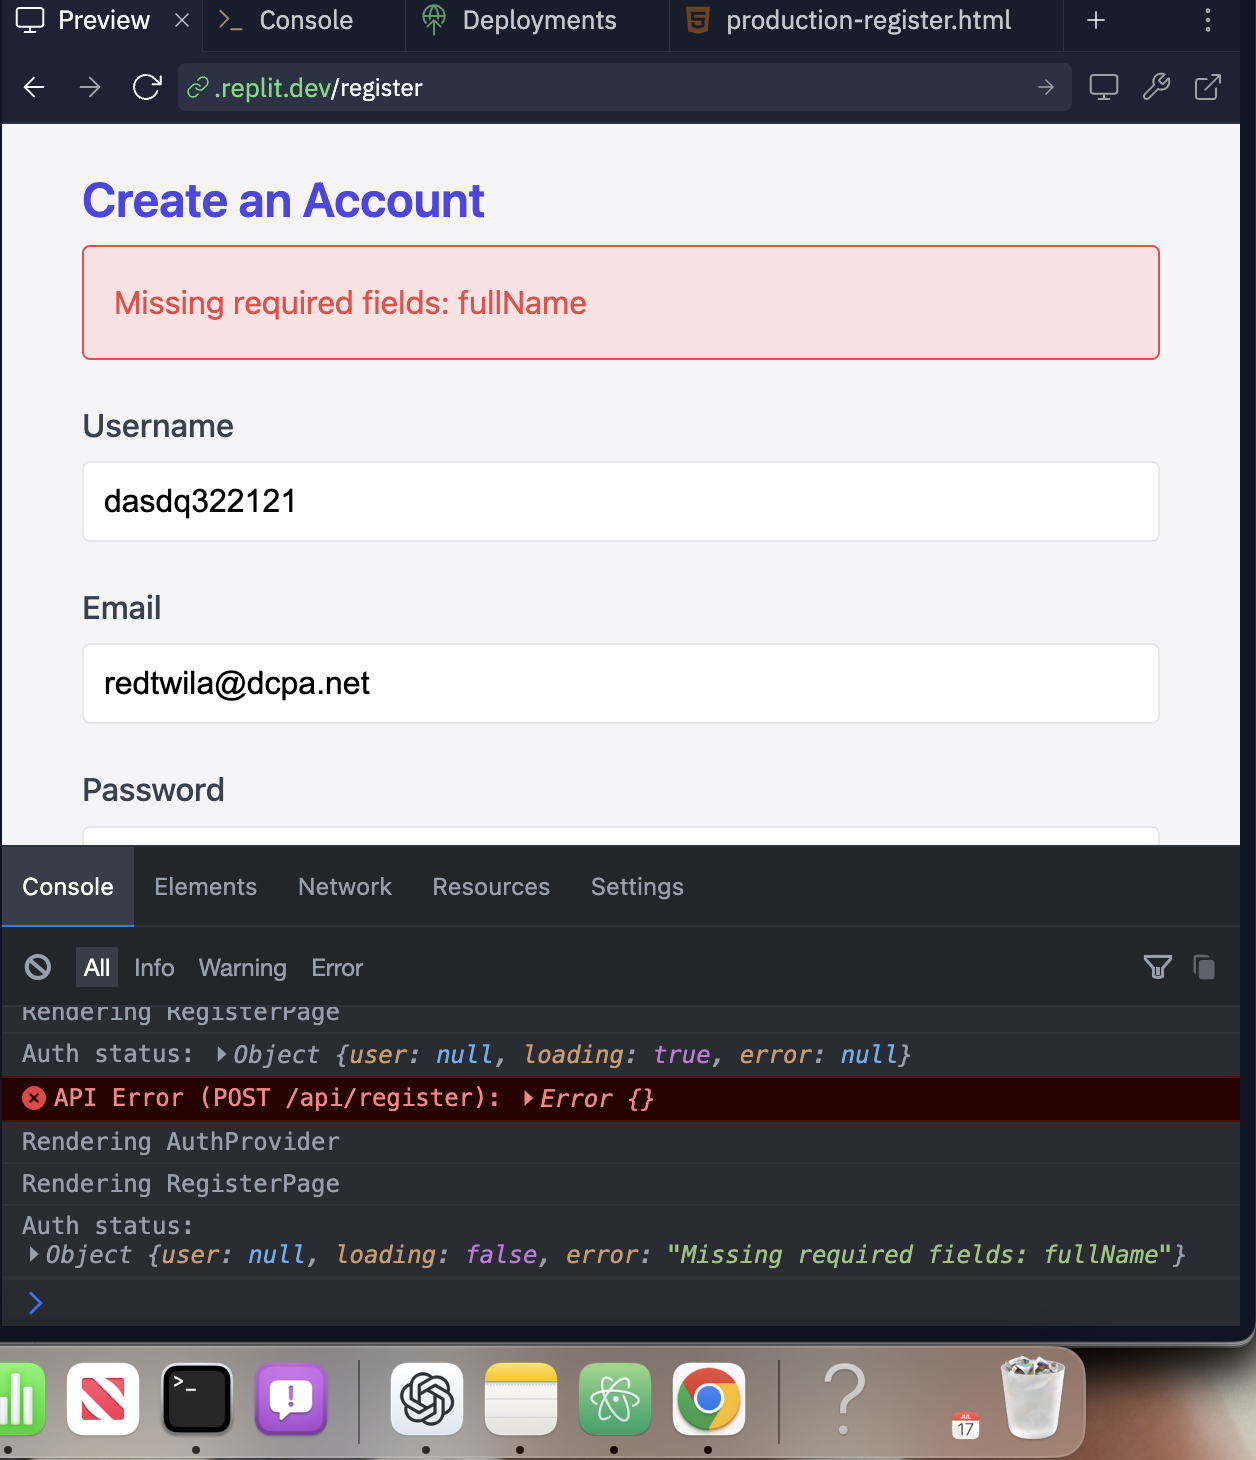 Preview
Console
Deployments
production-register.html
.replit.dev/register
Create an Account
Missing required fields: fullName
Username
dasdq322121
Email
redtwila@dcpa.net
Password
Console Elements Network Resources Settings
All Info Warning Error
Rendering RegisterPage
Auth status: Object {user: null, loading: true, error: null}
API Error (POST /api/register): Error {}
Rendering AuthProvider
Rendering RegisterPage
Auth status:
Object {user: null, loading: false, error: "Missing required fields: fullName"}
JUL
17